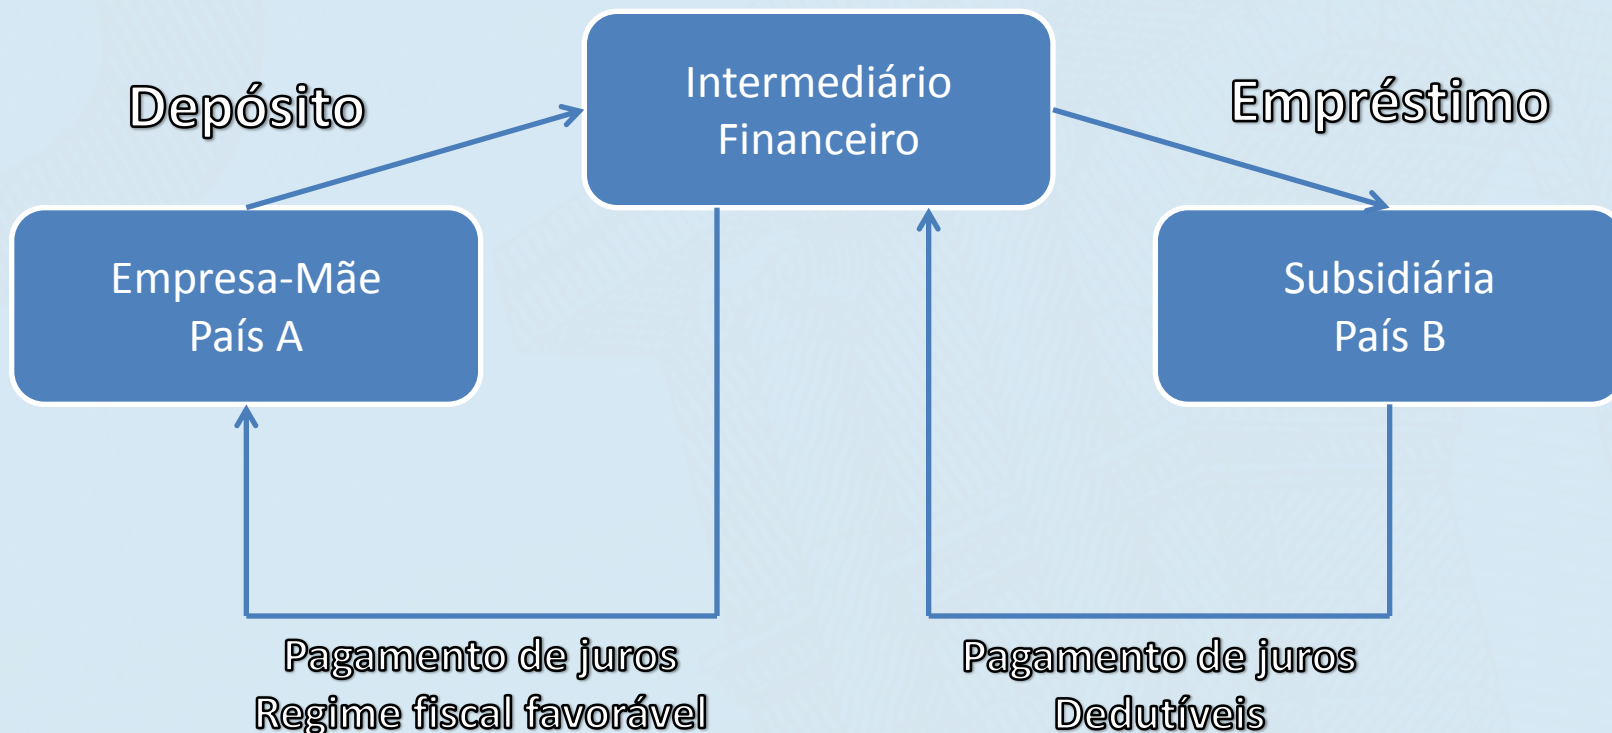 Intermediário
Financeiro
Depósito
Empréstimo
Empresa-Mãe
País A
Subsidiária
País B
Pagamento de juros
Regime fiscal favorável
Pagamento de juros
Dedutíveis